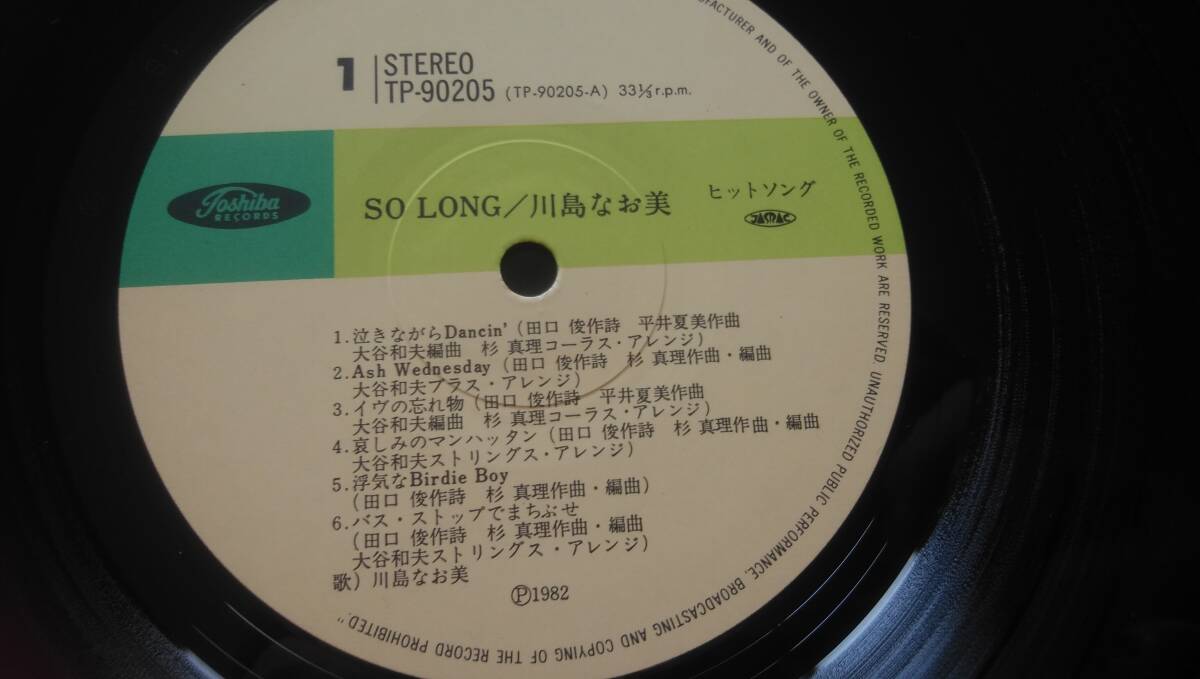 1
STEREO
TP-90205 (TP-90205-A) 33⅓r.p.m.
Toshiba
RECORDS
SO LONG／川島なお美
ヒットソング
JASRAC
1.泣きながらDancin' (田口 俊作詩 平井夏美作曲
大谷和夫編曲 杉 真理コーラス・アレンジ)
2.Ash Wednesday (田口 俊作詩 杉 真理作曲・編曲
大谷和夫ブラス・アレンジ)
3.イヴの忘れ物 (田口 俊作詩 平井夏美作曲
大谷和夫編曲 杉 真理コーラス・アレンジ)
4.哀しみのマンハッタン (田口 俊作詩 杉 真理作曲・編曲
大谷和夫ストリングス・アレンジ)
5.浮気なBirdie Boy
(田口 俊作詩 杉 真理作曲・編曲)
6.バス・ストップでまちぶせ
(田口 俊作詩 杉 真理作曲・編曲
大谷和夫ストリングス・アレンジ)
歌) 川島なお美
Ⓟ1982
MANUFACTURER AND OF THE OWNER OF THE RECORDED WORK ARE RESERVED. UNAUTHORIZED PUBLIC PERFORMANCE, BROADCASTING AND COPYING OF THE RECORD PROHIBITED."